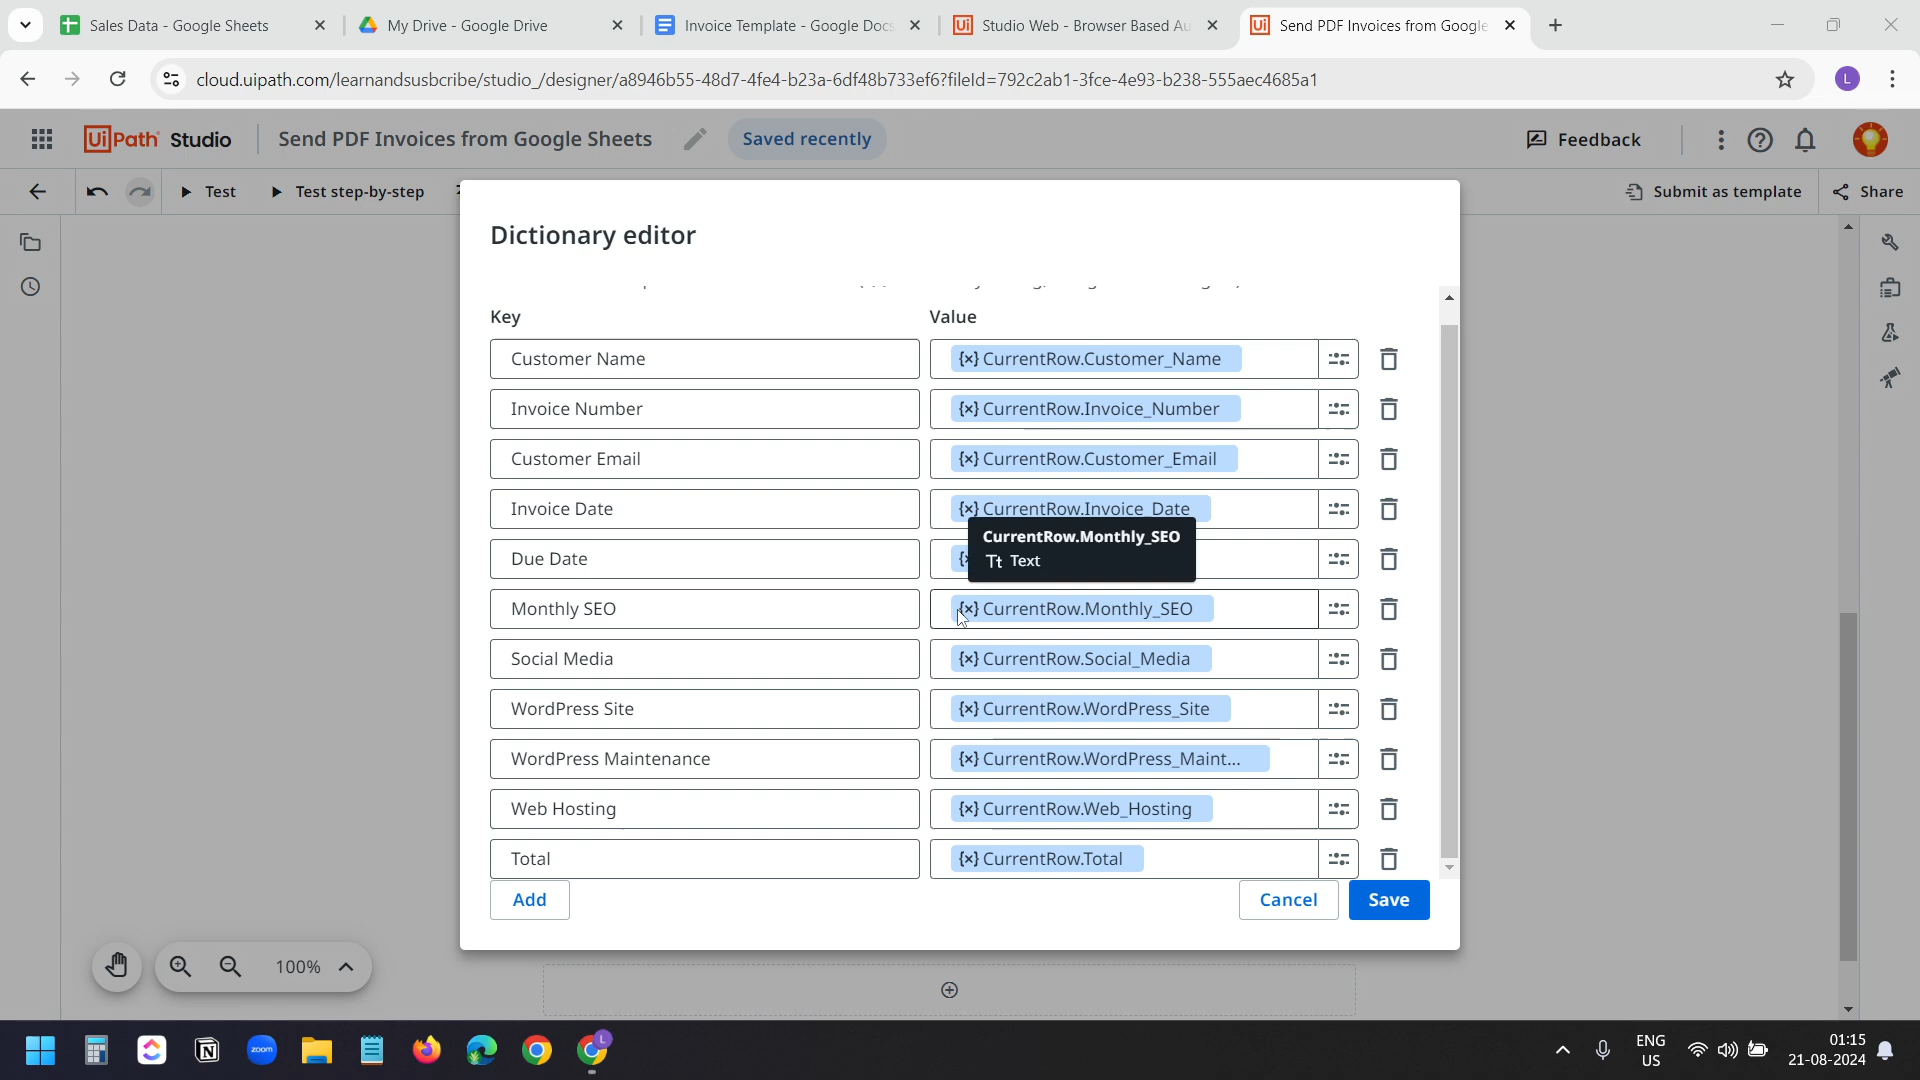 Sales Data - Google Sheets
My Drive - Google Drive
Invoice Template - Google Docs
Studio Web - Browser Based Au
Send PDF Invoices from Google
cloud.uipath.com/learnandsusbcribe/studio_/designer/a8946b55-48d7-4fe4-b23a-6df48b733ef6?fileId=792c2ab1-3fce-4e93-b238-555aec4685a1
L
UiPath Studio
Send PDF Invoices from Google Sheets
Saved recently
Feedback
Test
Test step-by-step
Submit as template
Share
Dictionary editor
Key
Value
Customer Name
{x} CurrentRow.Customer_Name
Invoice Number
{x} CurrentRow.Invoice_Number
Customer Email
{x} CurrentRow.Customer_Email
Invoice Date
{x} CurrentRow.Invoice_Date
CurrentRow.Monthly_SEO
Tt Text
Due Date
Monthly SEO
{x} CurrentRow.Monthly_SEO
Social Media
{x} CurrentRow.Social_Media
WordPress Site
{x} CurrentRow.WordPress_Site
WordPress Maintenance
{x} CurrentRow.WordPress_Maint...
Web Hosting
{x} CurrentRow.Web_Hosting
Total
{x} CurrentRow.Total
Add
Cancel
Save
100%
zoom
L
ENG
US
01:15
21-08-2024